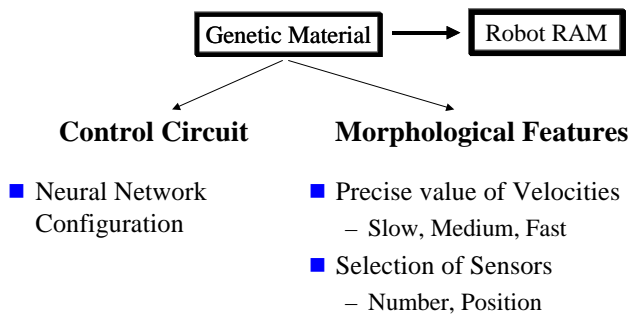 Genetic Material
Robot RAM
Control Circuit
Neural Network
Configuration
Morphological Features
Precise value of Velocities
– Slow, Medium, Fast
Selection of Sensors
– Number, Position